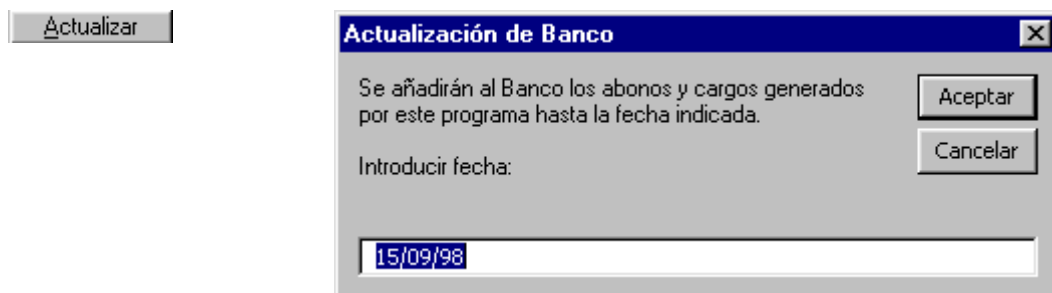 Actualizar
Actualización de Banco
Se añadirán al Banco los abonos y cargos generados
por este programa hasta la fecha indicada.
Aceptar
Cancelar
Introducir fecha:
15/09/98